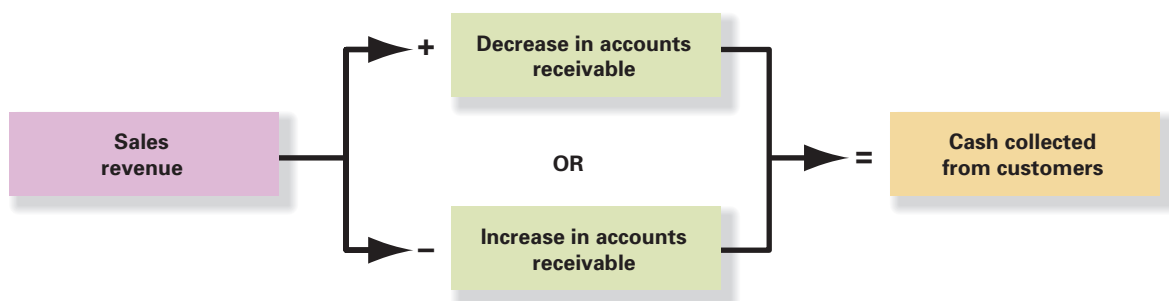 +
Decrease in accounts
receivable
Sales
revenue
OR
=
Cash collected
from customers
–
Increase in accounts
receivable